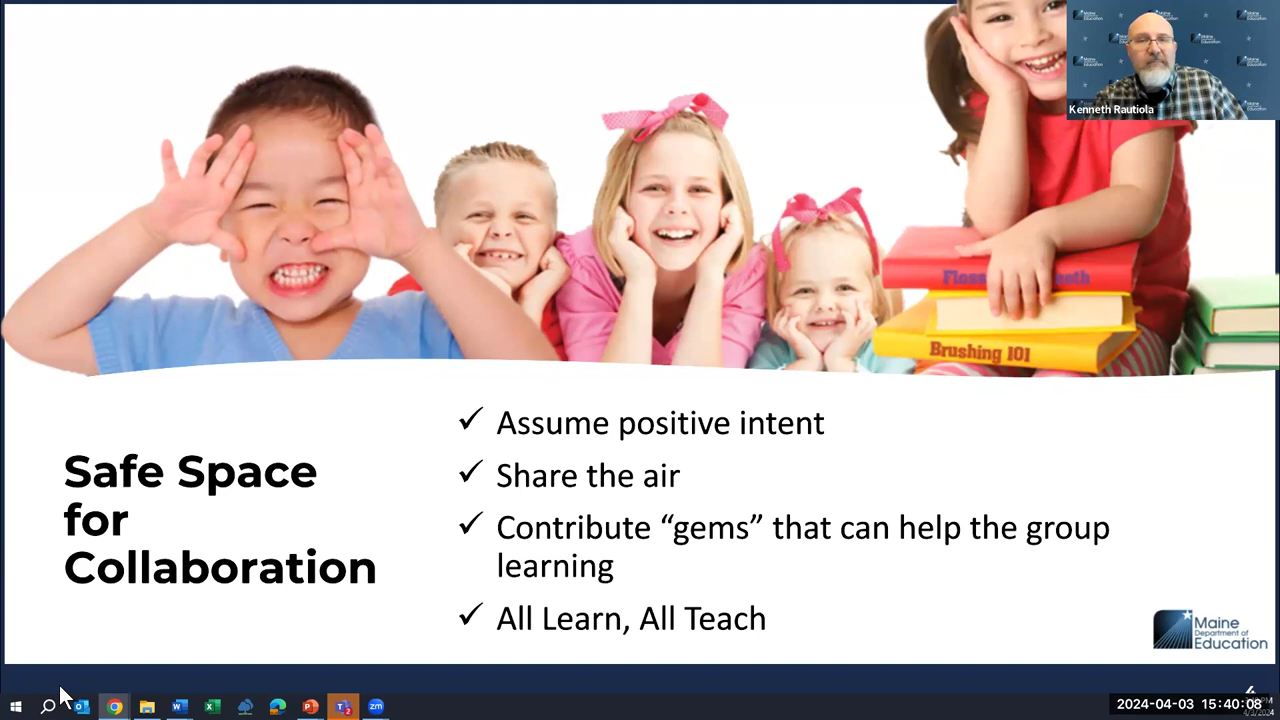 Kenneth Rautiola
Brushing 101
Safe Space
for
Collaboration
✓ Assume positive intent
✓ Share the air
✓ Contribute “gems” that can help the group
learning
✓ All Learn, All Teach
Maine
Department of
Education
2024-04-03 15:40:08